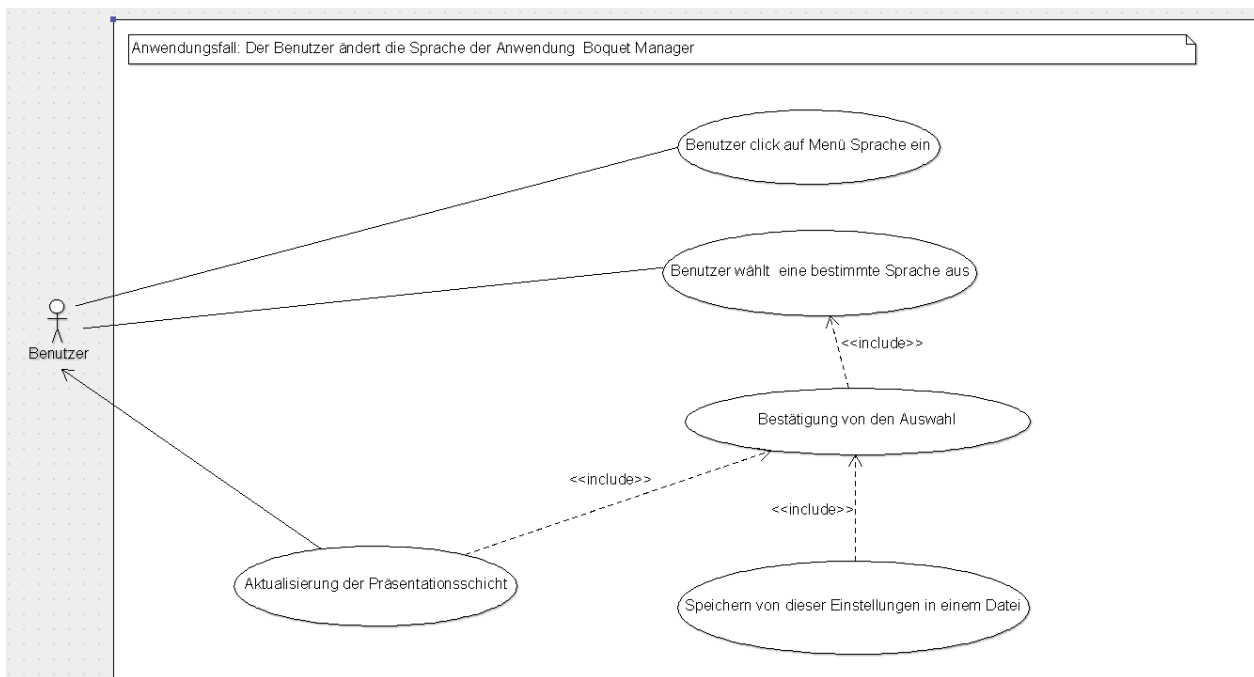 Anwendungsfall: Der Benutzer ändert die Sprache der Anwendung Boquet Manager
Benutzer click auf Menü Sprache ein
Benutzer wählt eine bestimmte Sprache aus
Benutzer
<<include>>
Bestätigung von den Auswahl
<<include>>
<<include>>
Aktualisierung der Präsentationsschicht
Speichern von dieser Einstellungen in einem Datei